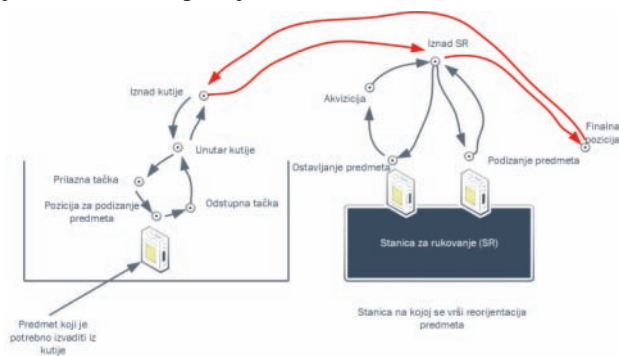 Iznad SR
Iznad kutije
Akvizicija
Finalna
pozicija
Unutar kutije
Ostavljanje predmeta
Podizanje predmeta
Prilazna tačka
Pozicija za podizanje
predmeta
Odstupna tačka
Stanica za rukovanje (SR)
Stanica na kojoj se vrši reorijentacija
predmeta
Predmet koji je
potrebno izvaditi iz
kutije